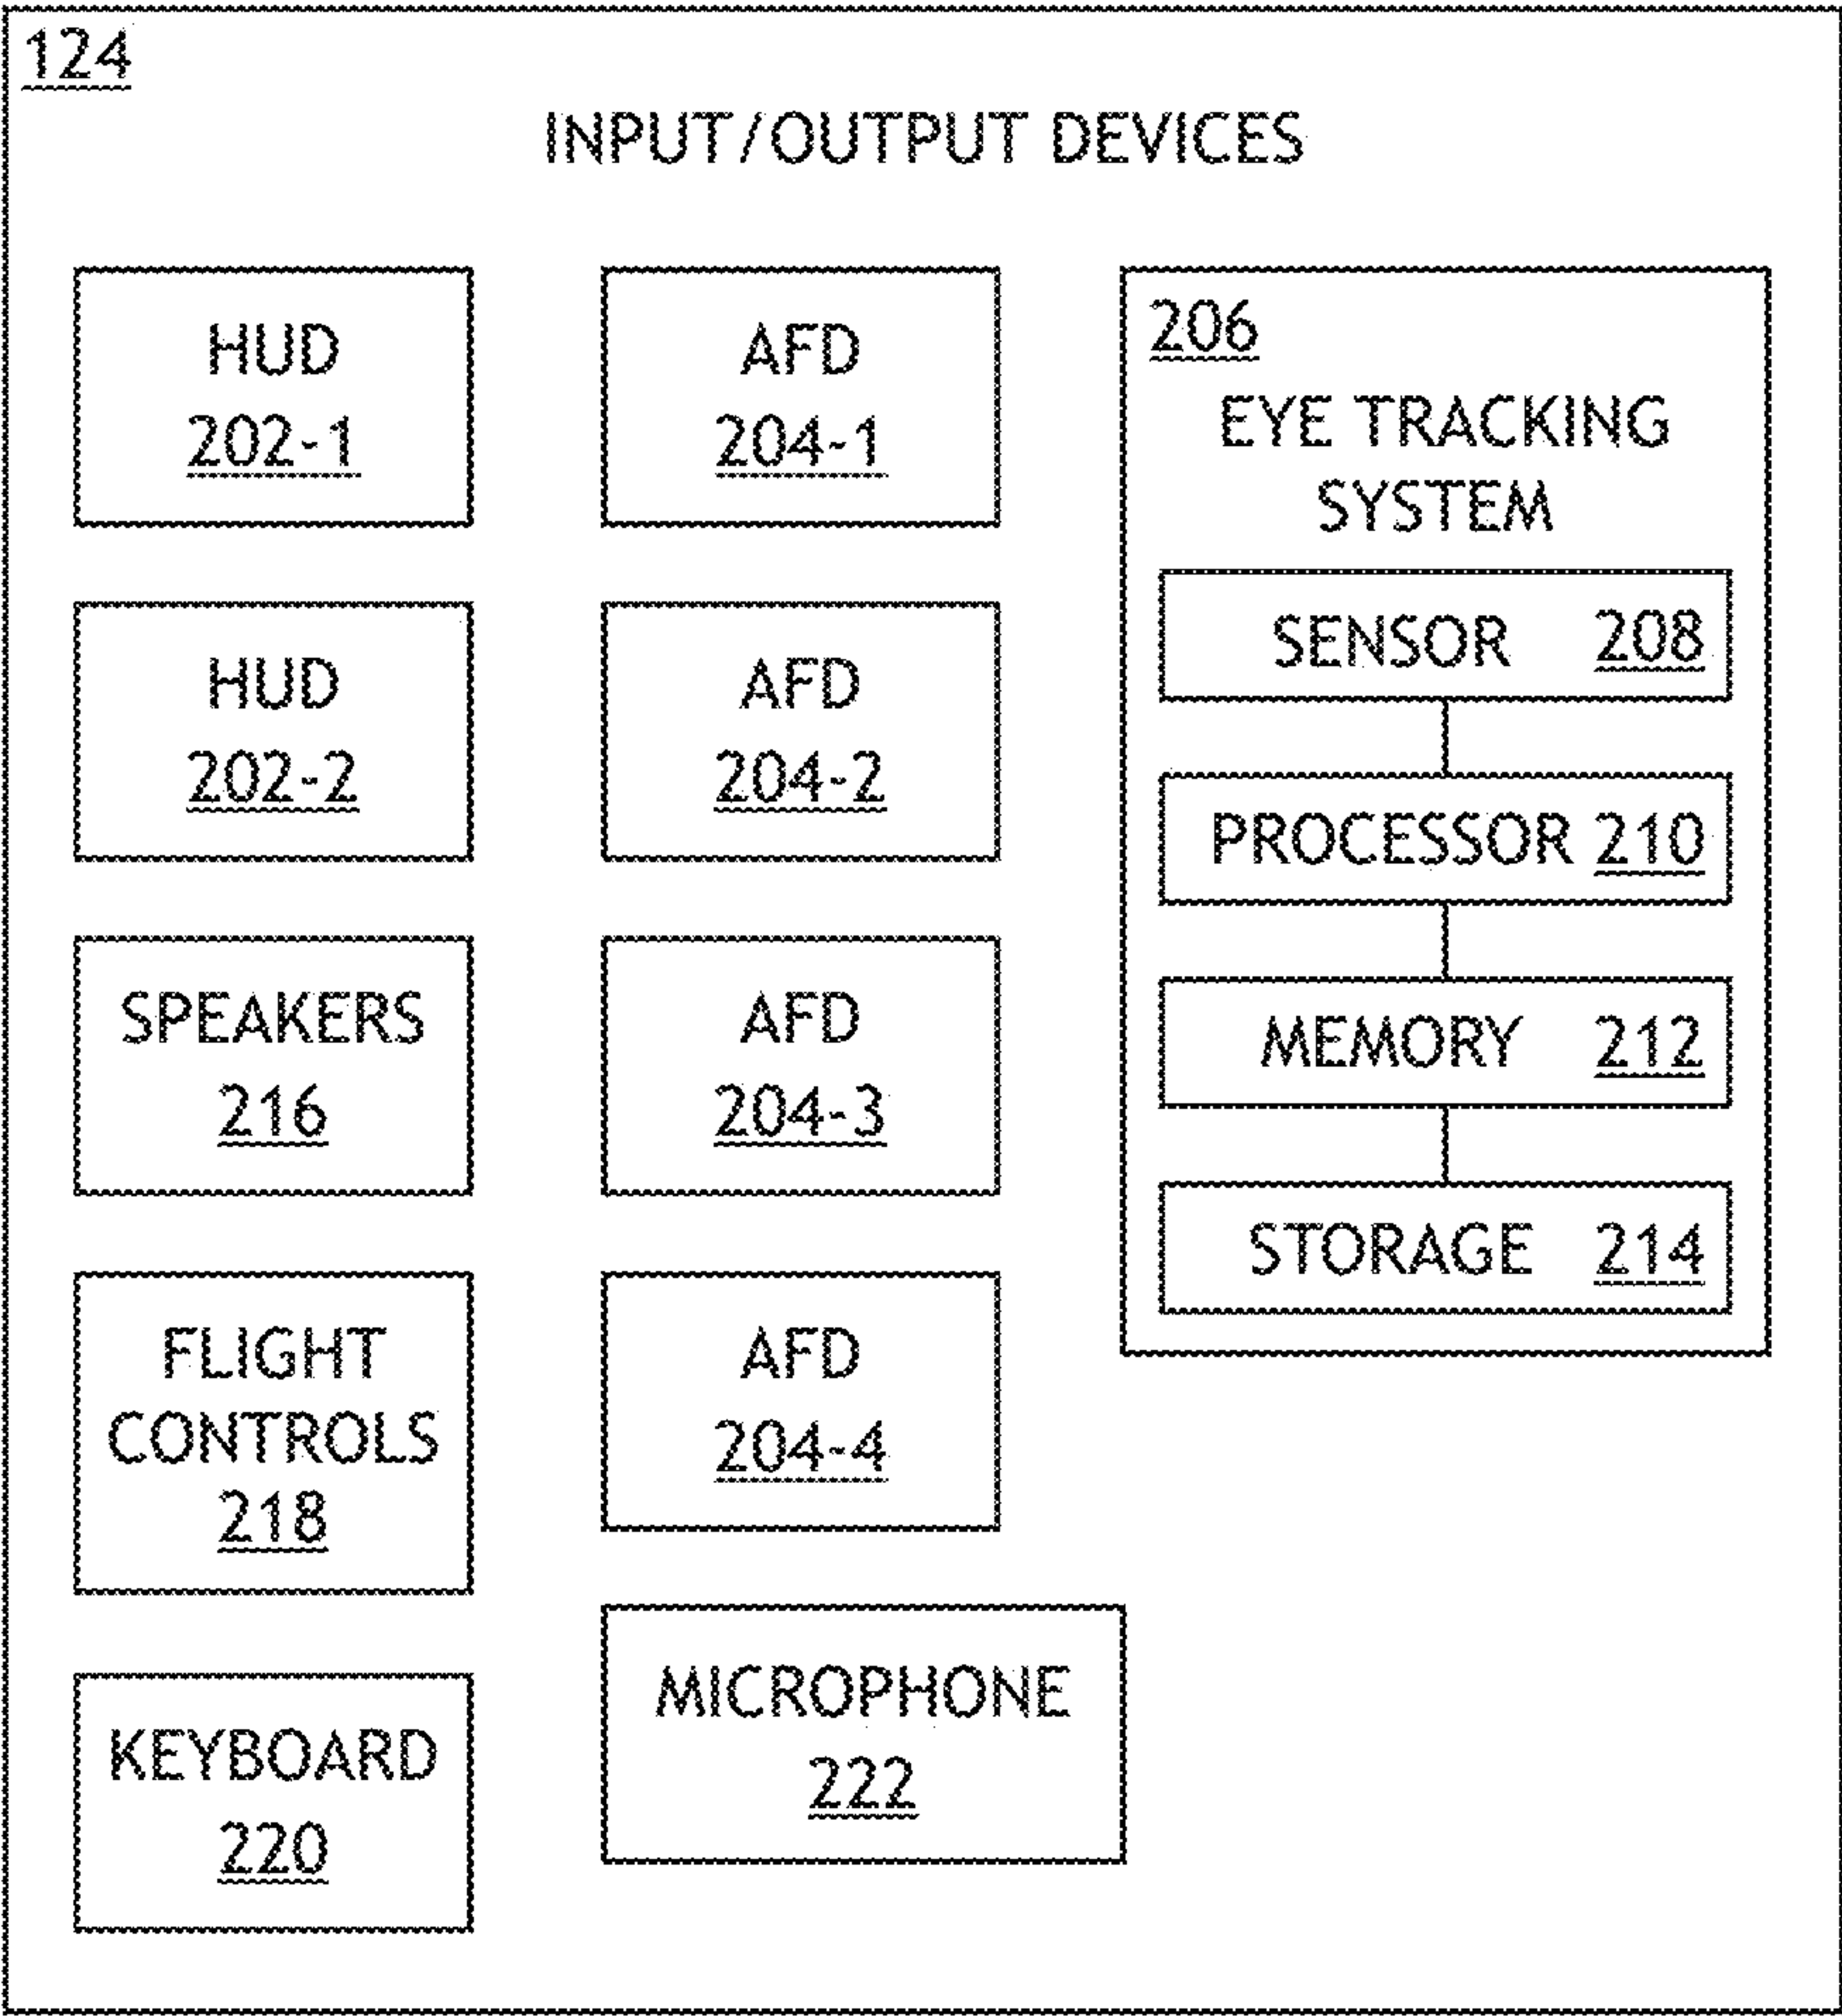 124
INPUT/OUTPUT DEVICES
HUD
202-1
HUD
202-2
SPEAKERS
216
FLIGHT
CONTROLS
218
KEYBOARD
220
AFD
204-1
AFD
204-2
AFD
204-3
AFD
204-4
MICROPHONE
222
206
EYE TRACKING
SYSTEM
SENSOR 208
PROCESSOR 210
MEMORY 212
STORAGE 214